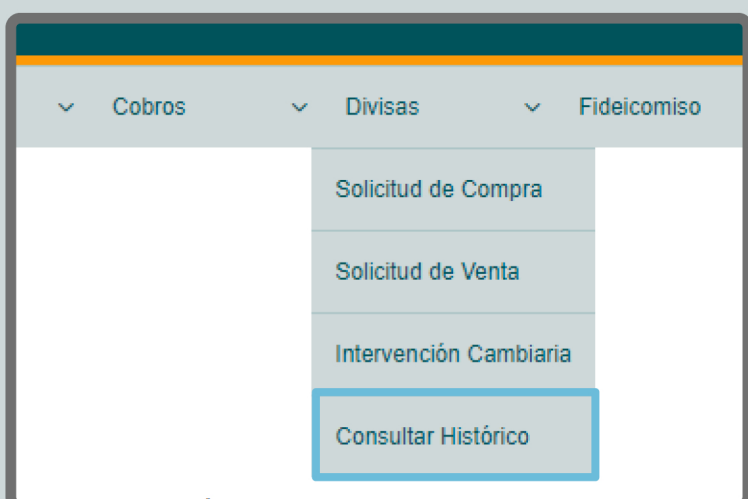 Cobros Divisas Fideicomiso
Solicitud de Compra
Solicitud de Venta
Intervención Cambiaria
Consultar Histórico